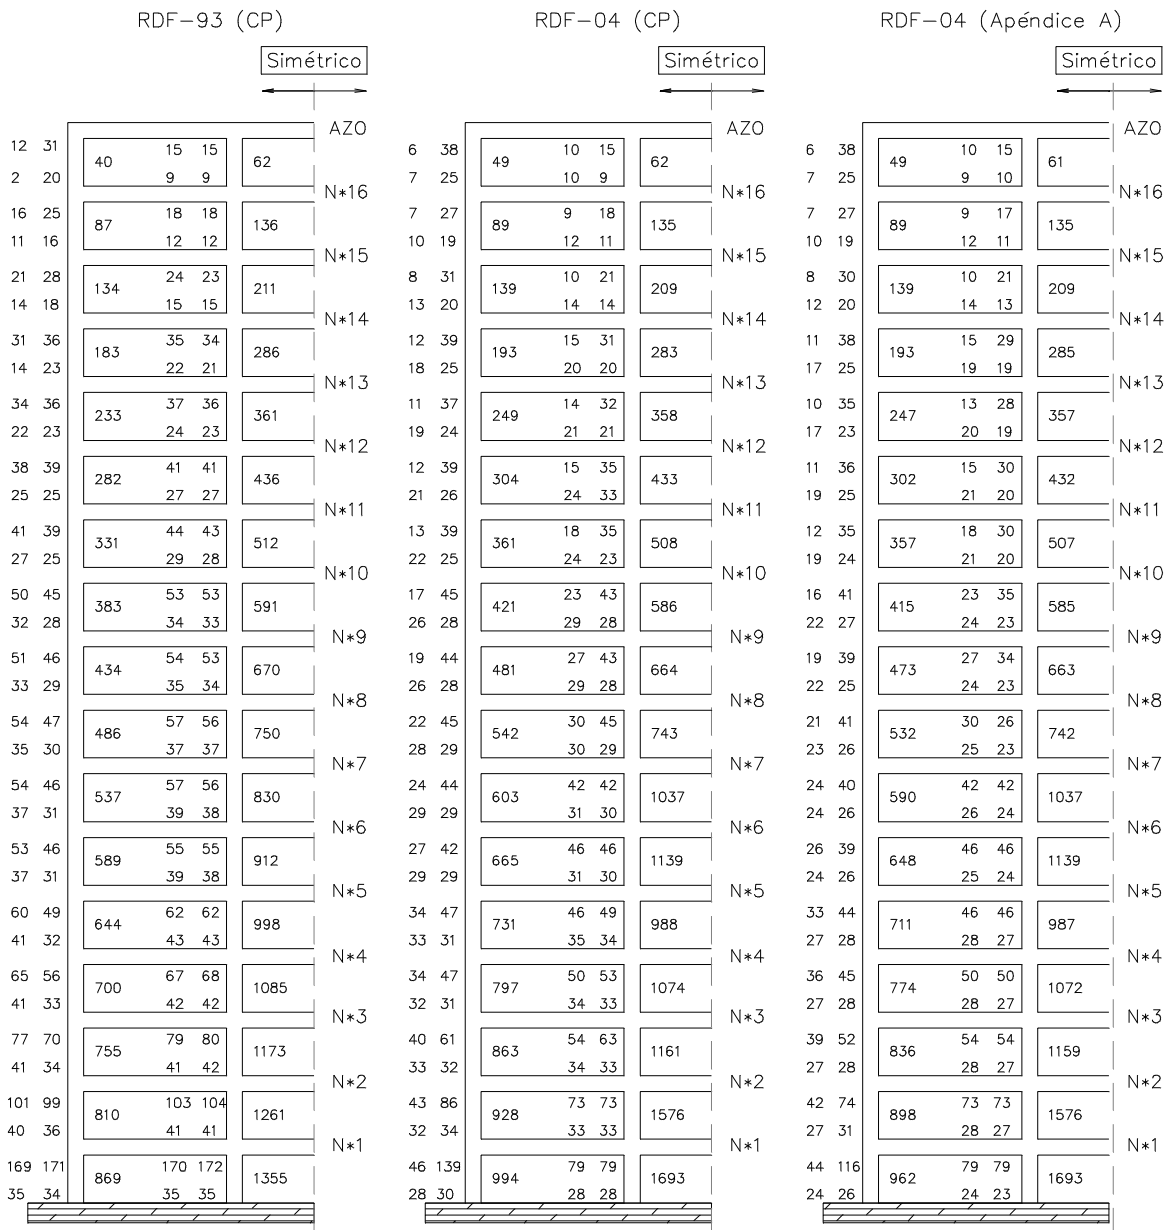 RDF-93 (CP)
Simétrico
AZO
12 31 40 15 15 62
2 20 9 9
N*16
16 25 87 18 18 136
11 16 12 12
N*15
21 28 134 24 23 211
14 18 15 15
N*14
31 36 183 35 34 286
14 23 22 21
N*13
34 36 233 37 36 361
22 23 24 23
N*12
38 39 282 41 41 436
25 25 27 27
N*11
41 39 331 44 43 512
27 25 29 28
N*10
50 45 383 53 53 591
32 28 34 33
N*9
51 46 434 54 53 670
33 29 35 34
N*8
54 47 486 57 56 750
35 30 37 37
N*7
54 46 537 57 56 830
37 31 39 38
N*6
53 46 589 55 55 912
37 31 39 38
N*5
60 49 644 62 62 998
41 32 43 43
N*4
65 56 700 67 68 1085
41 33 42 42
N*3
77 70 755 79 80 1173
41 34 41 42
N*2
101 99 810 103 104 1261
40 36 41 41
N*1
169 171 869 170 172 1355
35 34 35 35
RDF-04 (CP)
Simétrico
AZO
6 38 49 10 15 62
7 25 10 9
N*16
7 27 89 9 18 135
10 19 12 11
N*15
8 31 139 10 21 209
13 20 14 14
N*14
12 39 193 15 31 283
18 25 20 20
N*13
11 37 249 14 32 358
19 24 21 21
N*12
12 39 304 15 35 433
21 26 24 33
N*11
13 39 361 18 35 508
22 25 24 23
N*10
17 45 421 23 43 586
26 28 29 28
N*9
19 44 481 27 43 664
26 28 29 28
N*8
22 45 542 30 45 743
28 29 30 29
N*7
24 44 603 42 42 1037
29 29 31 30
N*6
27 42 665 46 46 1139
29 29 31 30
N*5
34 47 731 46 49 988
33 31 35 34
N*4
34 47 797 50 53 1074
32 31 34 33
N*3
40 61 863 54 63 1161
33 32 34 33
N*2
43 86 928 73 73 1576
32 34 33 33
N*1
46 139 994 79 79 1693
28 30 28 28
RDF-04 (Apéndice A)
Simétrico
AZO
6 38 49 10 15 61
7 25 9 10
N*16
7 27 89 9 17 135
10 19 12 11
N*15
8 30 139 10 21 209
12 20 14 13
N*14
11 38 193 15 29 285
17 25 19 19
N*13
10 35 247 13 28 357
17 23 20 19
N*12
11 36 302 15 30 432
19 25 21 20
N*11
12 35 357 18 30 507
19 24 21 20
N*10
16 41 415 23 35 585
22 27 24 23
N*9
19 39 473 27 34 663
22 25 24 23
N*8
21 41 532 30 26 742
23 26 25 23
N*7
24 40 590 42 42 1037
24 26 26 24
N*6
26 39 648 46 46 1139
24 26 25 24
N*5
33 44 711 46 46 987
27 28 28 27
N*4
36 45 774 50 50 1072
27 28 28 27
N*3
39 52 836 54 54 1159
27 28 28 27
N*2
42 74 898 73 73 1576
27 31 28 27
N*1
44 116 962 79 79 1693
24 26 24 23